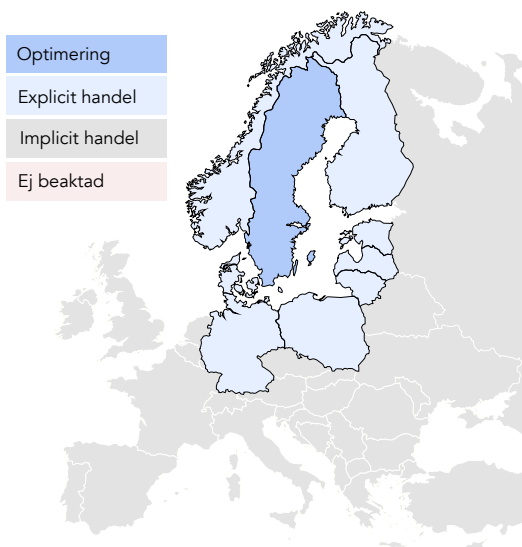 Optimering
Explicit handel
Implicit handel
Ej beaktad